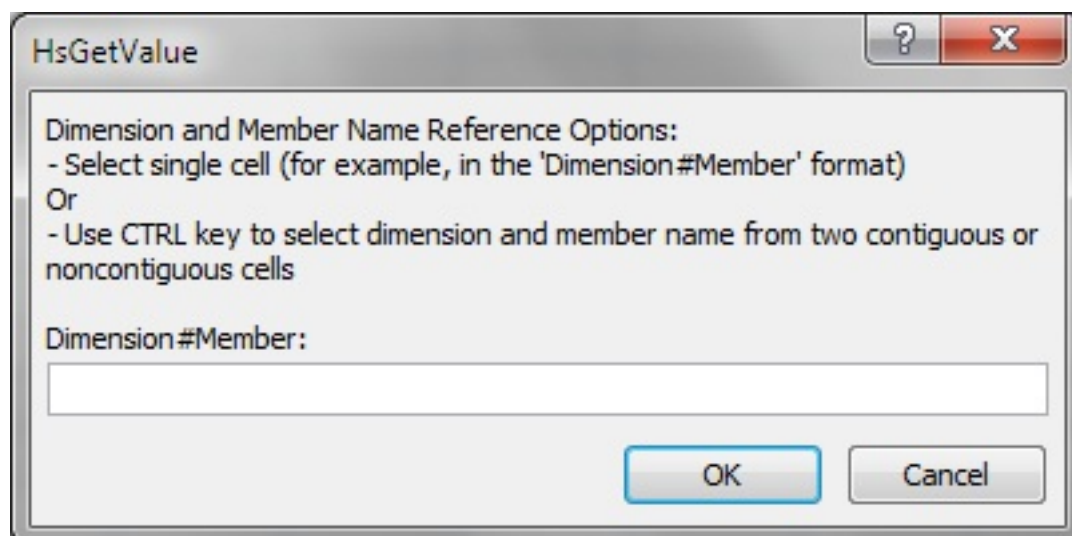 HsGetValue
Dimension and Member Name Reference Options:
- Select single cell (for example, in the 'Dimension#Member' format)
Or
- Use CTRL key to select dimension and member name from two contiguous or
noncontiguous cells
Dimension#Member:
OK Cancel